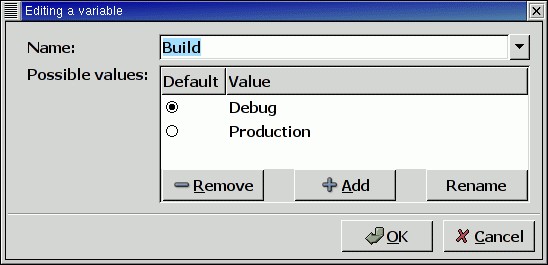 Editing a variable
Name: Build
Possible values:
Default Value
Debug
Production
Remove Add Rename
OK Cancel